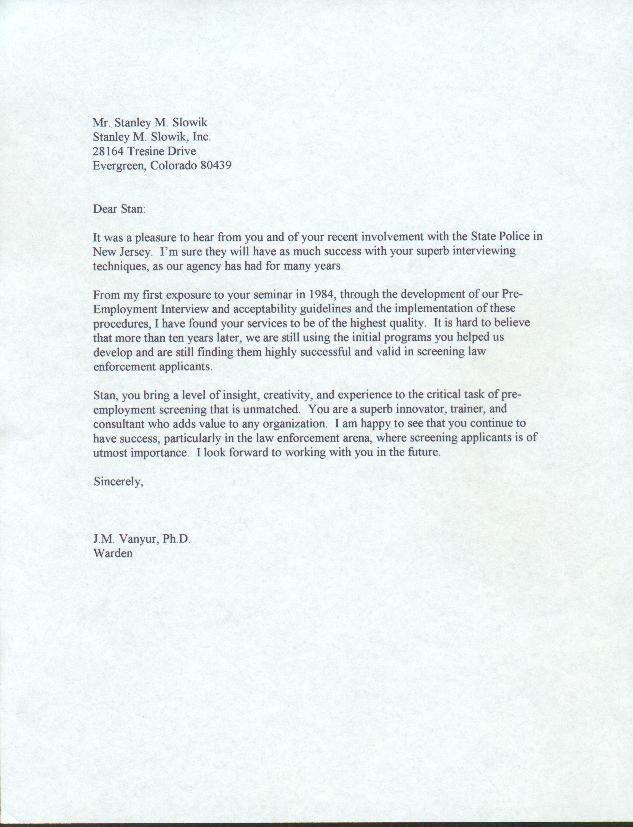 Mr. Stanley M. Slowik
Stanley M. Slowik, Inc.
28164 Tresine Drive
Evergreen, Colorado 80439
Dear Stan:
It was a pleasure to hear from you and of your recent involvement with the State Police in
New Jersey. I'm sure they will have as much success with your superb interviewing
techniques, as our agency has had for many years.
From my first exposure to your seminar in 1984, through the development of our Pre-
Employment Interview and acceptability guidelines and the implementation of these
procedures, I have found your services to be of the highest quality. It is hard to believe
that more than ten years later, we are still using the initial programs you helped us
develop and are still finding them highly successful and valid in screening law
enforcement applicants.
Stan, you bring a level of insight, creativity, and experience to the critical task of pre-
employment screening that is unmatched. You are a superb innovator, trainer, and
consultant who adds value to any organization. I am happy to see that you continue to
have success, particularly in the law enforcement arena, where screening applicants is of
utmost importance. I look forward to working with you in the future.
Sincerely,
J.M. Vanyur, Ph.D.
Warden